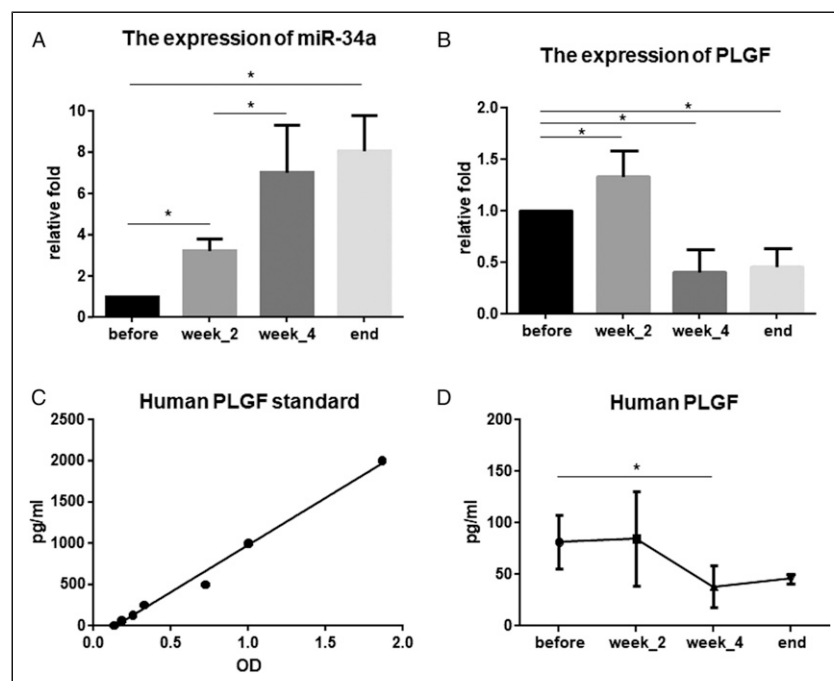 A
The expression of miR-34a
*
*
*
10
8
6
4
2
0
relative fold
before week_2 week_4 end
B
The expression of PLGF
*
*
*
2.0
1.5
1.0
0.5
0.0
relative fold
before week_2 week_4 end
C
Human PLGF standard
2500
2000
1500
1000
500
0
pg/ml
0.0 0.5 1.0 1.5 2.0
OD
D
Human PLGF
200
150
100
50
0
pg/ml
*
before week_2 week_4 end